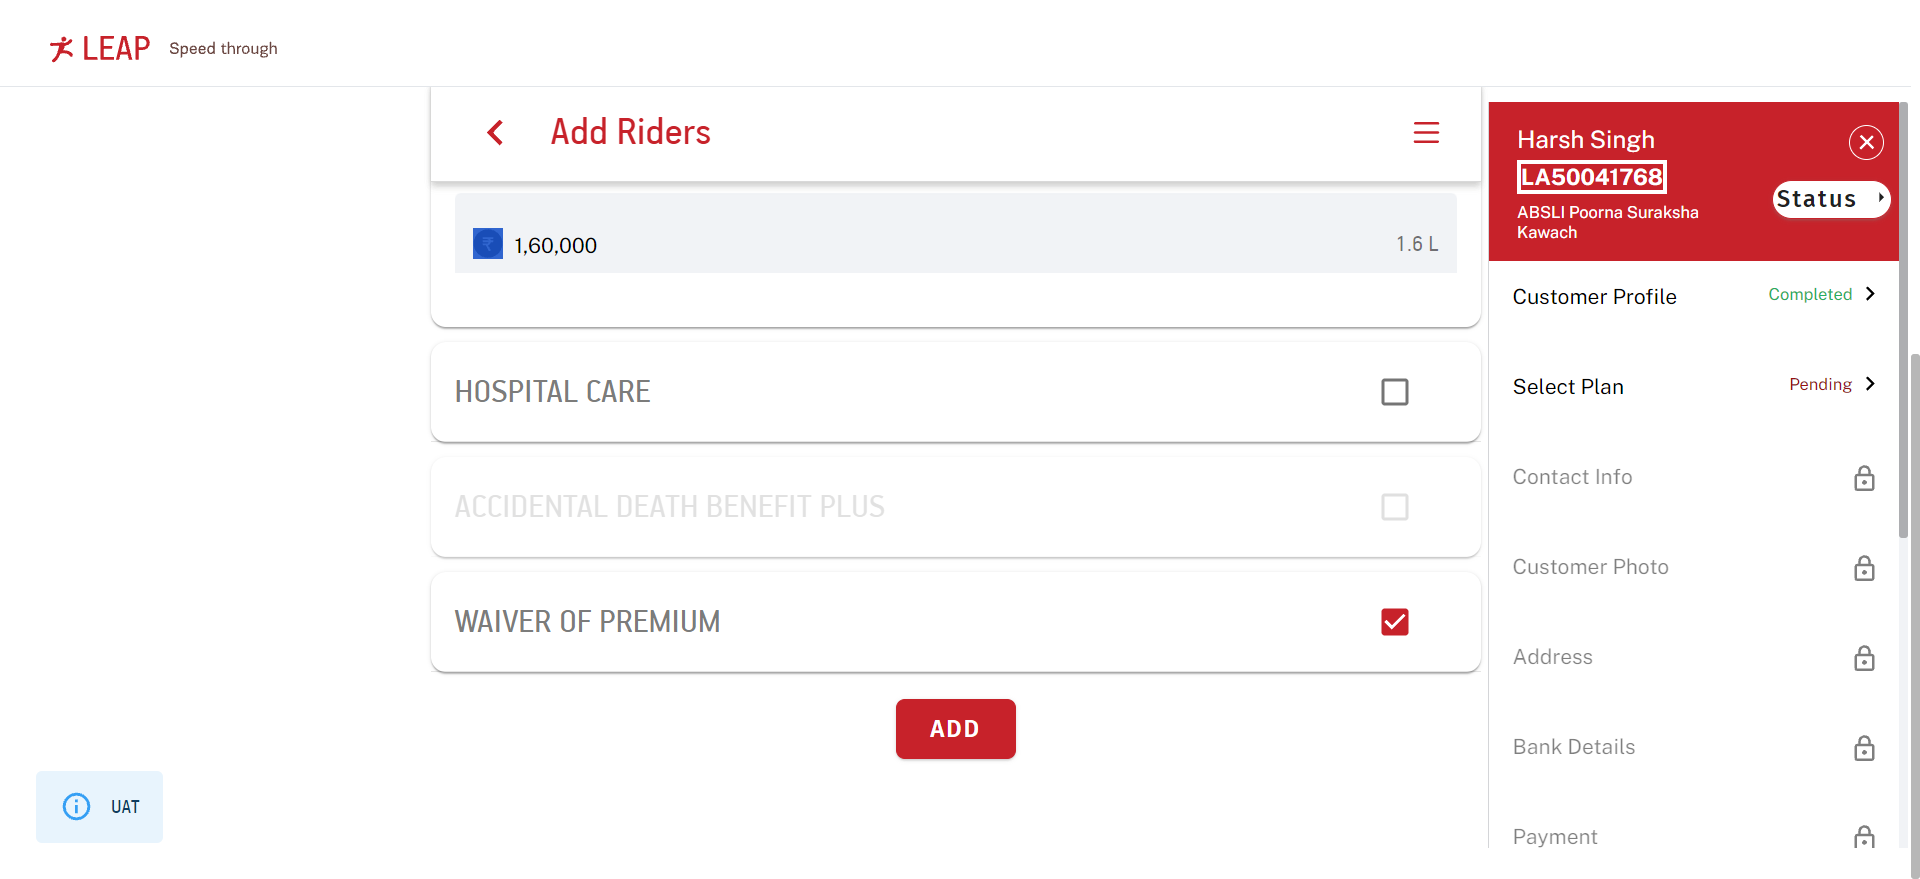 LEAP Speed through
Add Riders
₹ 1,60,000 1.6 L
HOSPITAL CARE
ACCIDENTAL DEATH BENEFIT PLUS
WAIVER OF PREMIUM
ADD
UAT
Harsh Singh
LA50041768
Status
ABSLI Poorna Suraksha
Kawach
Customer Profile Completed
Select Plan Pending
Contact Info
Customer Photo
Address
Bank Details
Payment